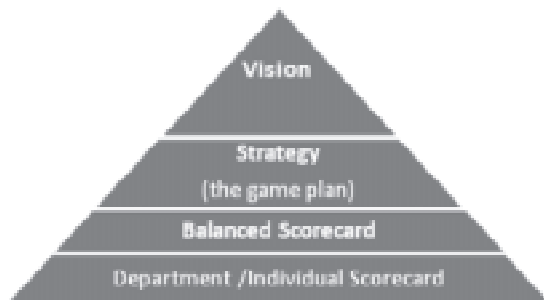 Vision
Strategy
(the game plan)
Balanced Scorecard
Department /Individual Scorecard